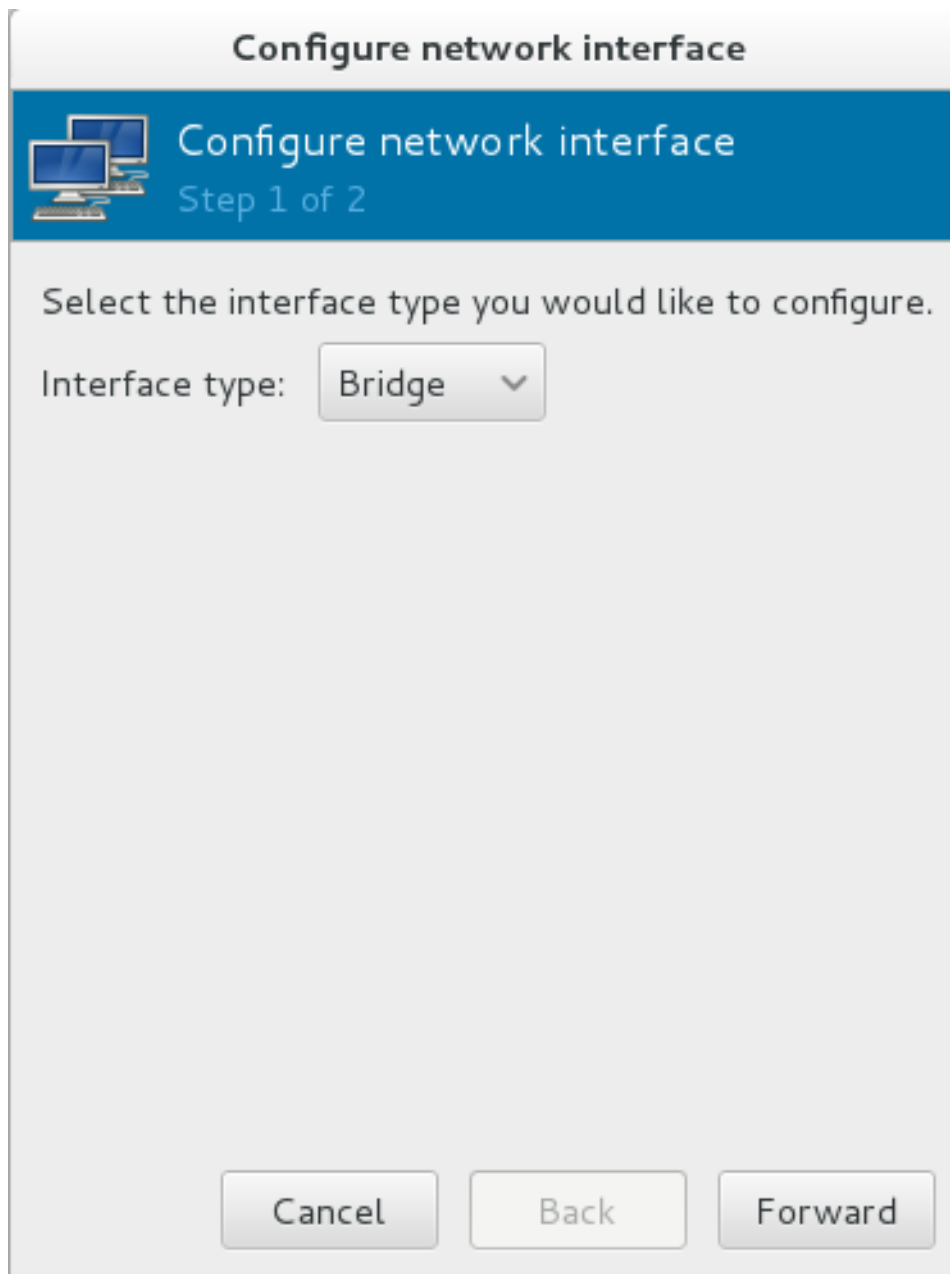 Configure network interface
Configure network interface
Step 1 of 2
Select the interface type you would like to configure.
Interface type: Bridge
Cancel Back Forward